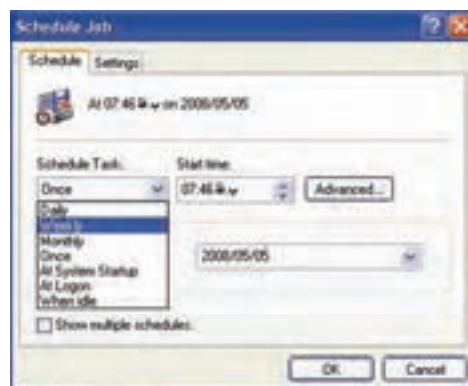 Schedule Job
Schedule Settings
At 07:46 ب.ظ on 2008/05/05
Schedule Task: Start time:
Once 07:46 ب.ظ Advanced...
Daily
Weekly
Monthly
Once
2008/05/05
At System Startup
At Logon
When idle
Show multiple schedules.
OK Cancel